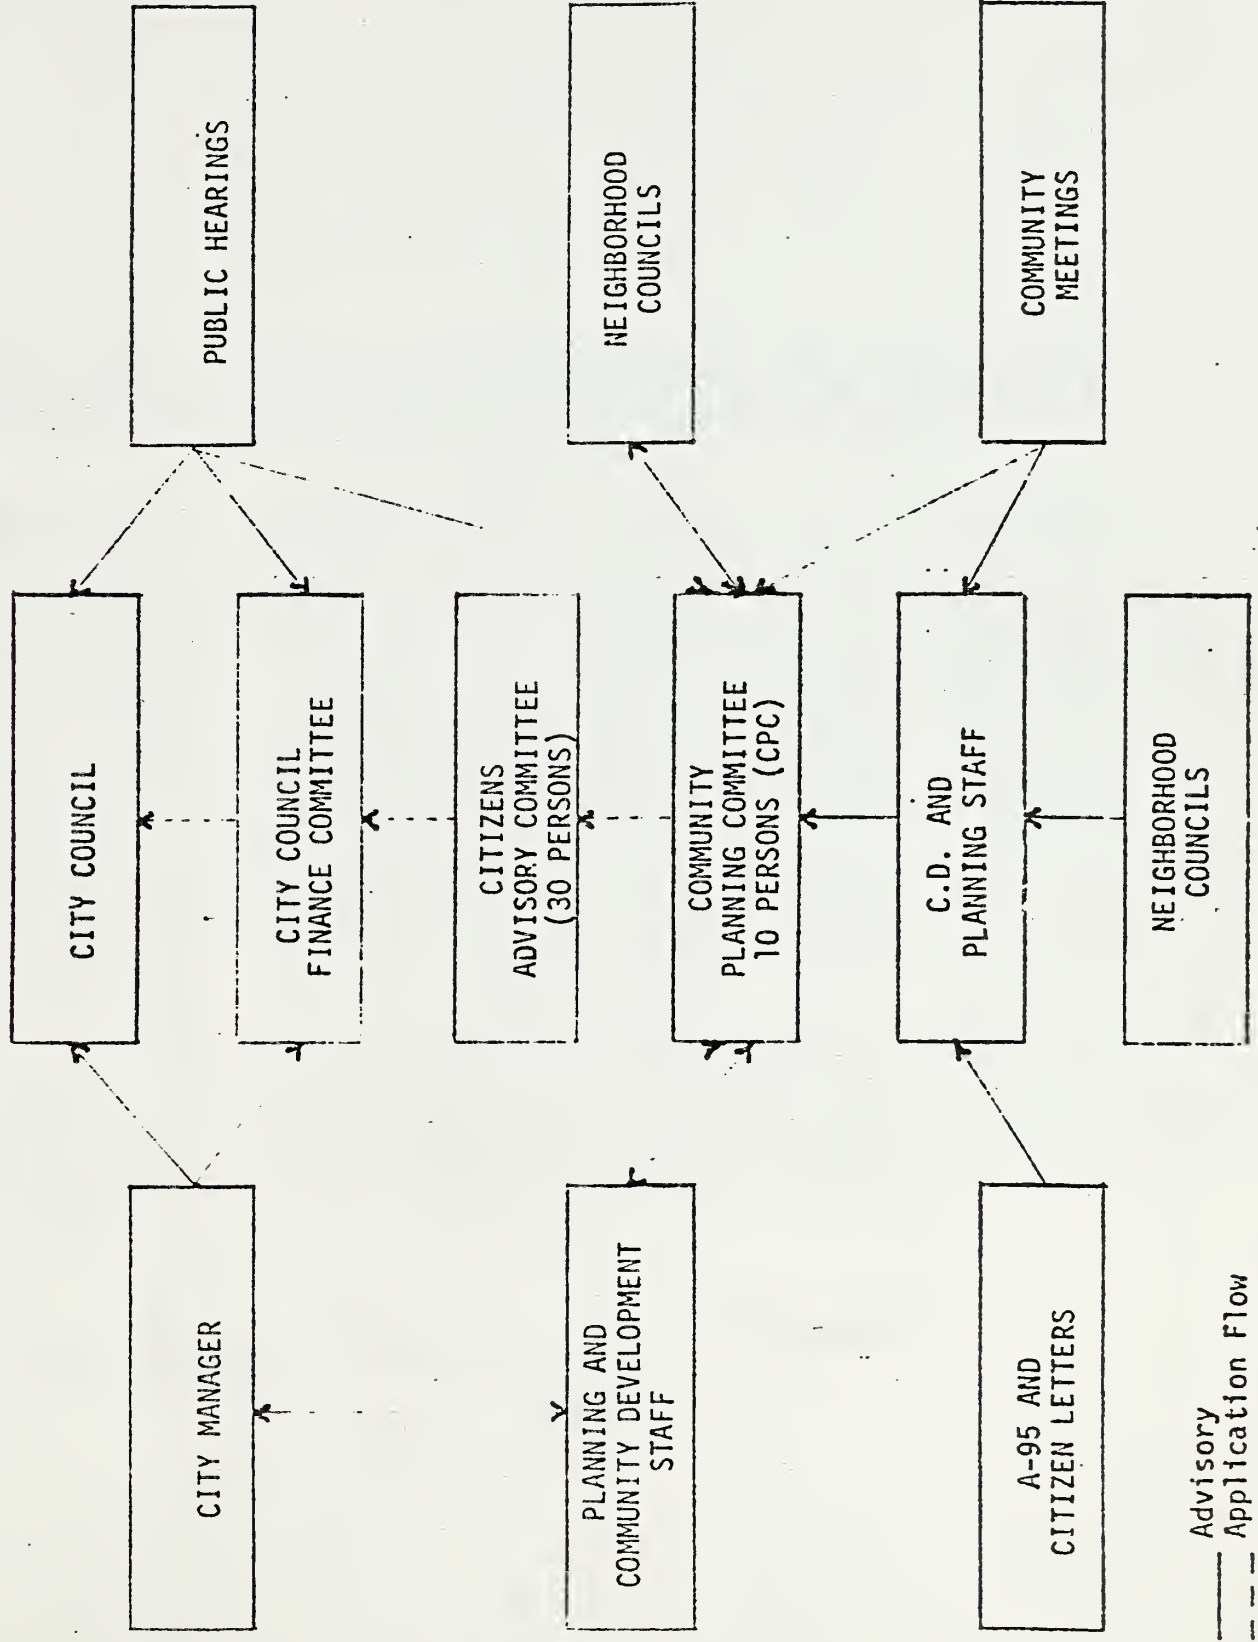 CITY COUNCIL
CITY MANAGER
PUBLIC HEARINGS
CITY COUNCIL
FINANCE COMMITTEE
CITIZENS
ADVISORY COMMITTEE
(30 PERSONS)
PLANNING AND
COMMUNITY DEVELOPMENT
STAFF
NEIGHBORHOOD
COUNCILS
COMMUNITY
PLANNING COMMITTEE
10 PERSONS (CPC)
C.D. AND
PLANNING STAFF
A-95 AND
CITIZEN LETTERS
COMMUNITY
MEETINGS
NEIGHBORHOOD
COUNCILS
Advisory
Application Flow